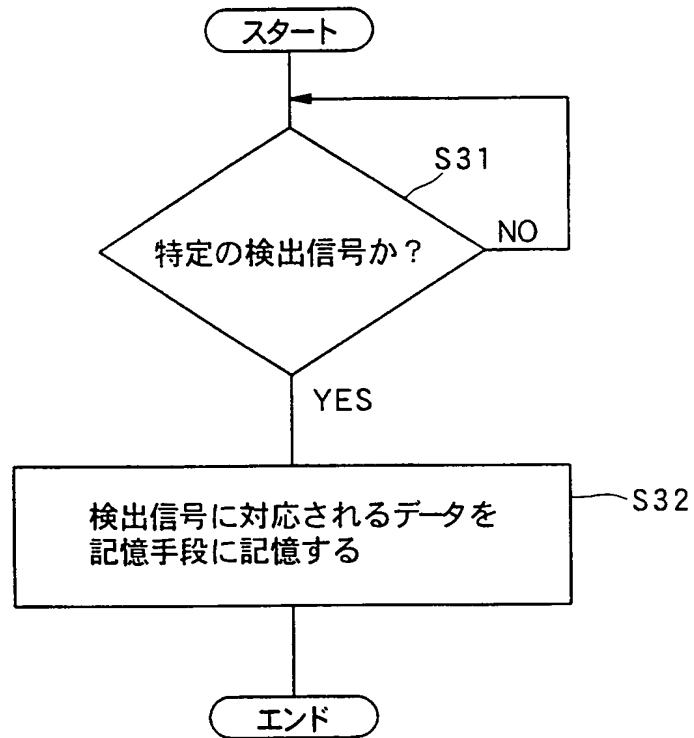 スタート
S31
特定の検出信号か？
NO
YES
検出信号に対応されるデータを
記憶手段に記憶する
S32
エンド